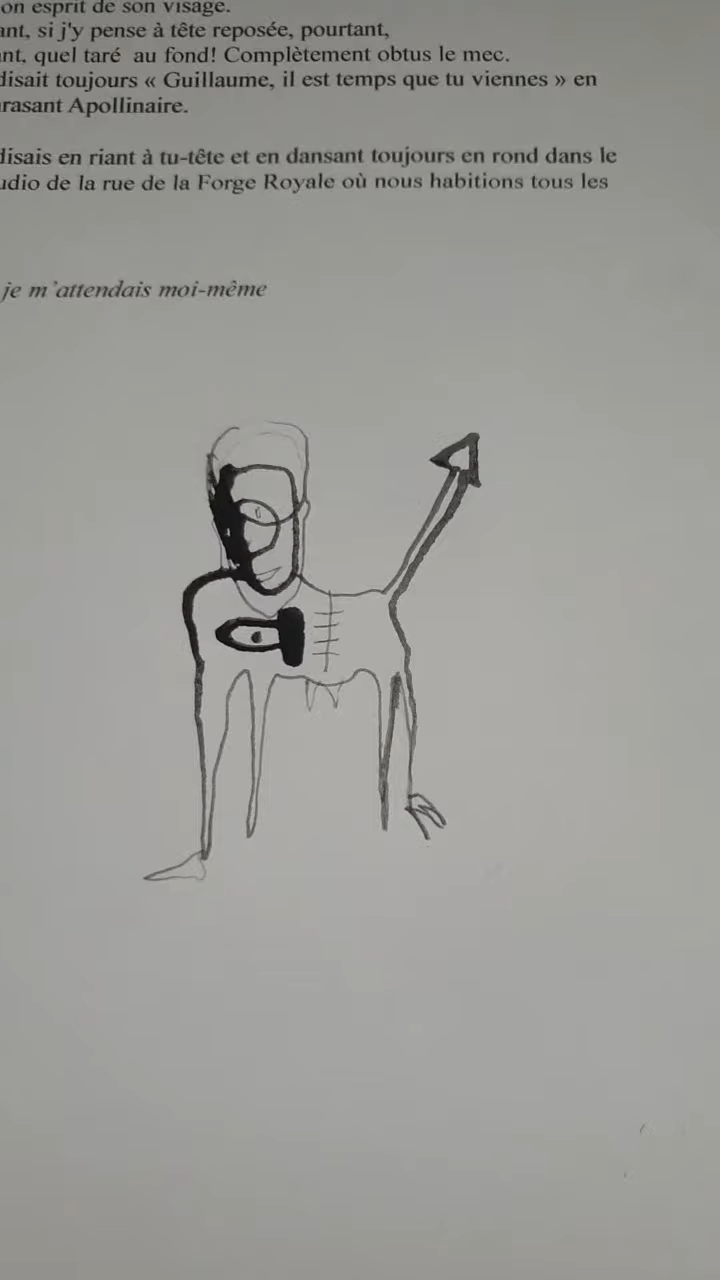 on esprit de son visage.
ant, si j'y pense à tête reposée, pourtant,
nt, quel taré au fond! Complètement obtus le mec.
disait toujours « Guillaume, il est temps que tu viennes » en
rasant Apollinaire.
disais en riant à tu-tête et en dansant toujours en rond dans le
udio de la rue de la Forge Royale où nous habitions tous les
je m'attendais moi-même